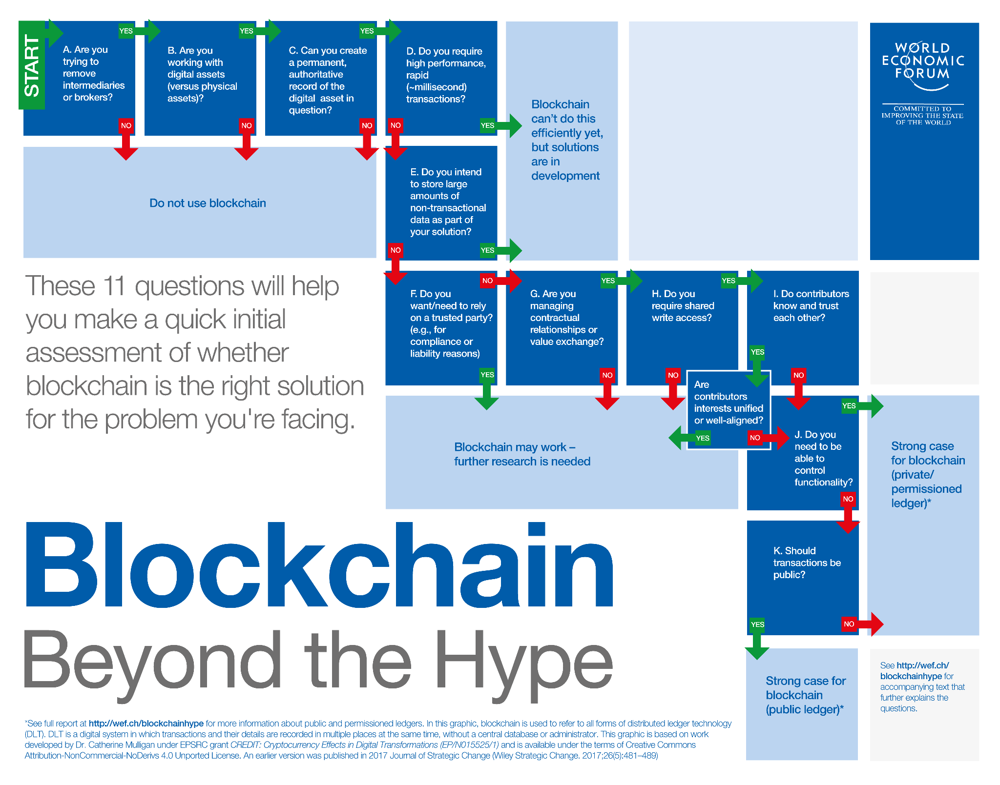 START
A. Are you
trying to
remove
intermediaries
or brokers?
YES
NO
B. Are you
working with
digital assets
(versus physical
assets)?
YES
NO
C. Can you create
a permanent,
authoritative
record of the
digital asset in
question?
YES
NO
D. Do you require
high performance,
rapid
(~millisecond)
transactions?
NO
YES
Blockchain
can't do this
efficiently yet,
but solutions
are in
development
WORLD
ECONOMIC
FORUM
COMMITTED TO
IMPROVING THE STATE
OF THE WORLD
Do not use blockchain
E. Do you intend
to store large
amounts of
non-transactional
data as part of
your solution?
NO
YES
These 11 questions will help
you make a quick initial
assessment of whether
blockchain is the right solution
for the problem you're facing.
F. Do you
want/need to rely
on a trusted party?
(e.g., for
compliance or
liability reasons)
NO
YES
G. Are you
managing
contractual
relationships or
value exchange?
YES
NO
H. Do you
require shared
write access?
YES
NO
I. Do contributors
know and trust
each other?
YES
NO
Are
contributors
interests unified
or well-aligned?
YES
NO
Blockchain may work –
further research is needed
J. Do you
need to be
able to
control
functionality?
YES
NO
Strong case
for blockchain
(private/
permissioned
ledger)*
K. Should
transactions be
public?
YES
NO
Blockchain
Beyond the Hype
Strong case for
blockchain
(public ledger)*
See http://wef.ch/
blockchainhype for
accompanying text that
further explains the
questions.
*See full report at http://wef.ch/blockchainhype for more information about public and permissioned ledgers. In this graphic, blockchain is used to refer to all forms of distributed ledger technology
(DLT). DLT is a digital system in which transactions and their details are recorded in multiple places at the same time, without a central database or administrator. This graphic is based on work
developed by Dr. Catherine Mulligan under EPSRC grant CREDIT: Cryptocurrency Effects in Digital Transformations (EP/N015525/1) and is available under the terms of Creative Commons
Attribution-NonCommercial-NoDerivs 4.0 Unported License. An earlier version was published in 2017 Journal of Strategic Change (Wiley Strategic Change. 2017;26(5):481–489)